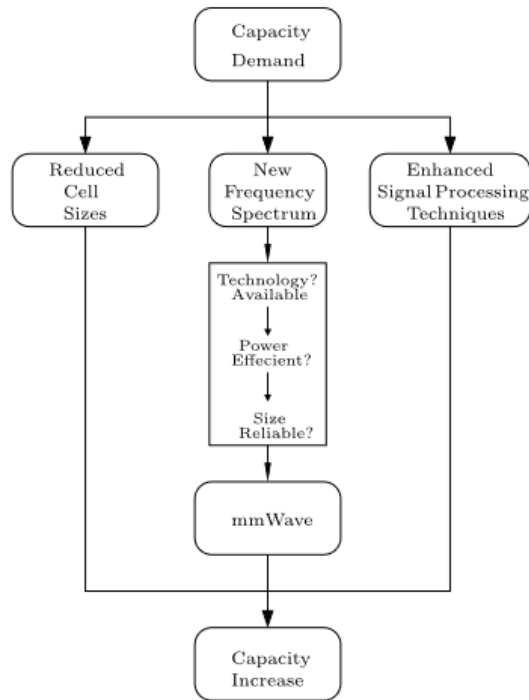 Capacity
Demand
Reduced
Cell
Sizes
New
Frequency
Spectrum
Enhanced
Signal Processing
Techniques
Technology?
Available
Power
Effecient?
Size
Reliable?
mmWave
Capacity
Increase